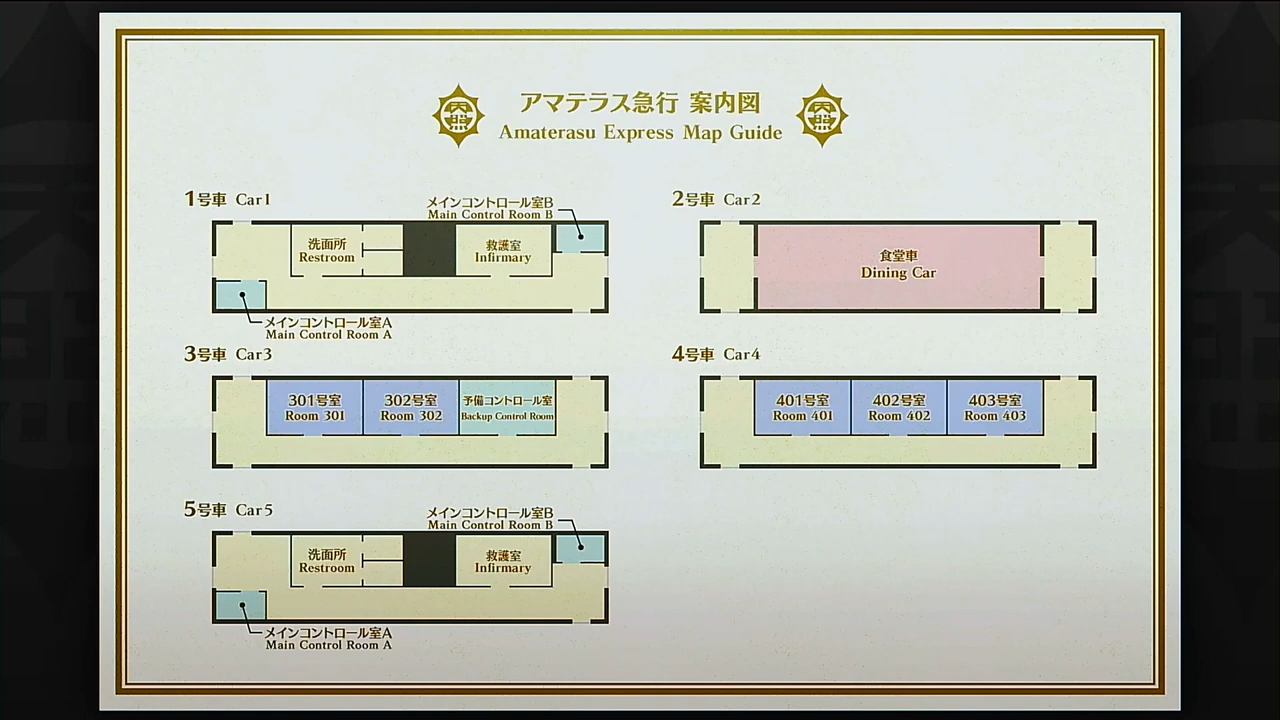 アマテラス急行 案内図
Amaterasu Express Map Guide
天照
天照
1号車 Car1
メインコントロール室B
Main Control Room B
洗面所
Restroom
救護室
Infirmary
メインコントロール室A
Main Control Room A
2号車 Car2
食堂車
Dining Car
3号車 Car3
301号室
Room 301
302号室
Room 302
予備コントロール室
Backup Control Room
4号車 Car4
401号室
Room 401
402号室
Room 402
403号室
Room 403
5号車 Car5
メインコントロール室B
Main Control Room B
洗面所
Restroom
救護室
Infirmary
メインコントロール室A
Main Control Room A